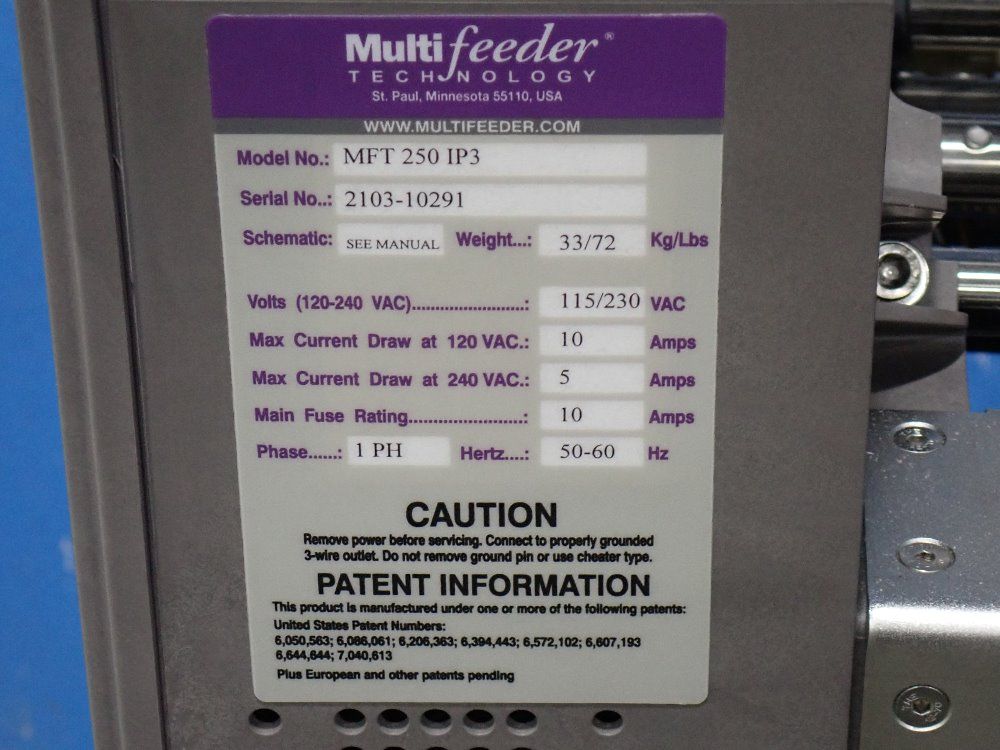 Multifeeder®
TECHNOLOGY
St. Paul, Minnesota 55110, USA
WWW.MULTIFEEDER.COM
Model No.: MFT 250 IP3
Serial No..: 2103-10291
Schematic: SEE MANUAL Weight...: 33/72 Kg/Lbs
Volts (120-240 VAC)........................: 115/230 VAC
Max Current Draw at 120 VAC.: 10 Amps
Max Current Draw at 240 VAC.: 5 Amps
Main Fuse Rating.........................: 10 Amps
Phase......: 1 PH Hertz....: 50-60 Hz
CAUTION
Remove power before servicing. Connect to properly grounded
3-wire outlet. Do not remove ground pin or use cheater type.
PATENT INFORMATION
This product is manufactured under one or more of the following patents:
United States Patent Numbers:
6,050,563; 6,086,061; 6,206,363; 6,394,443; 6,572,102; 6,607,193
6,644,644; 7,040,613
Plus European and other patents pending